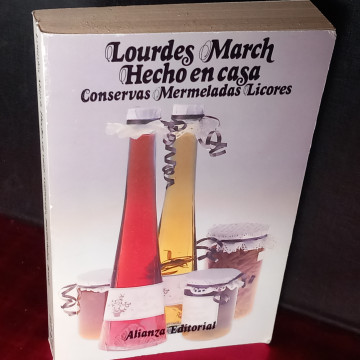 Lourdes March
Hecho en casa
Conservas Mermeladas Licores
Alianza Editorial